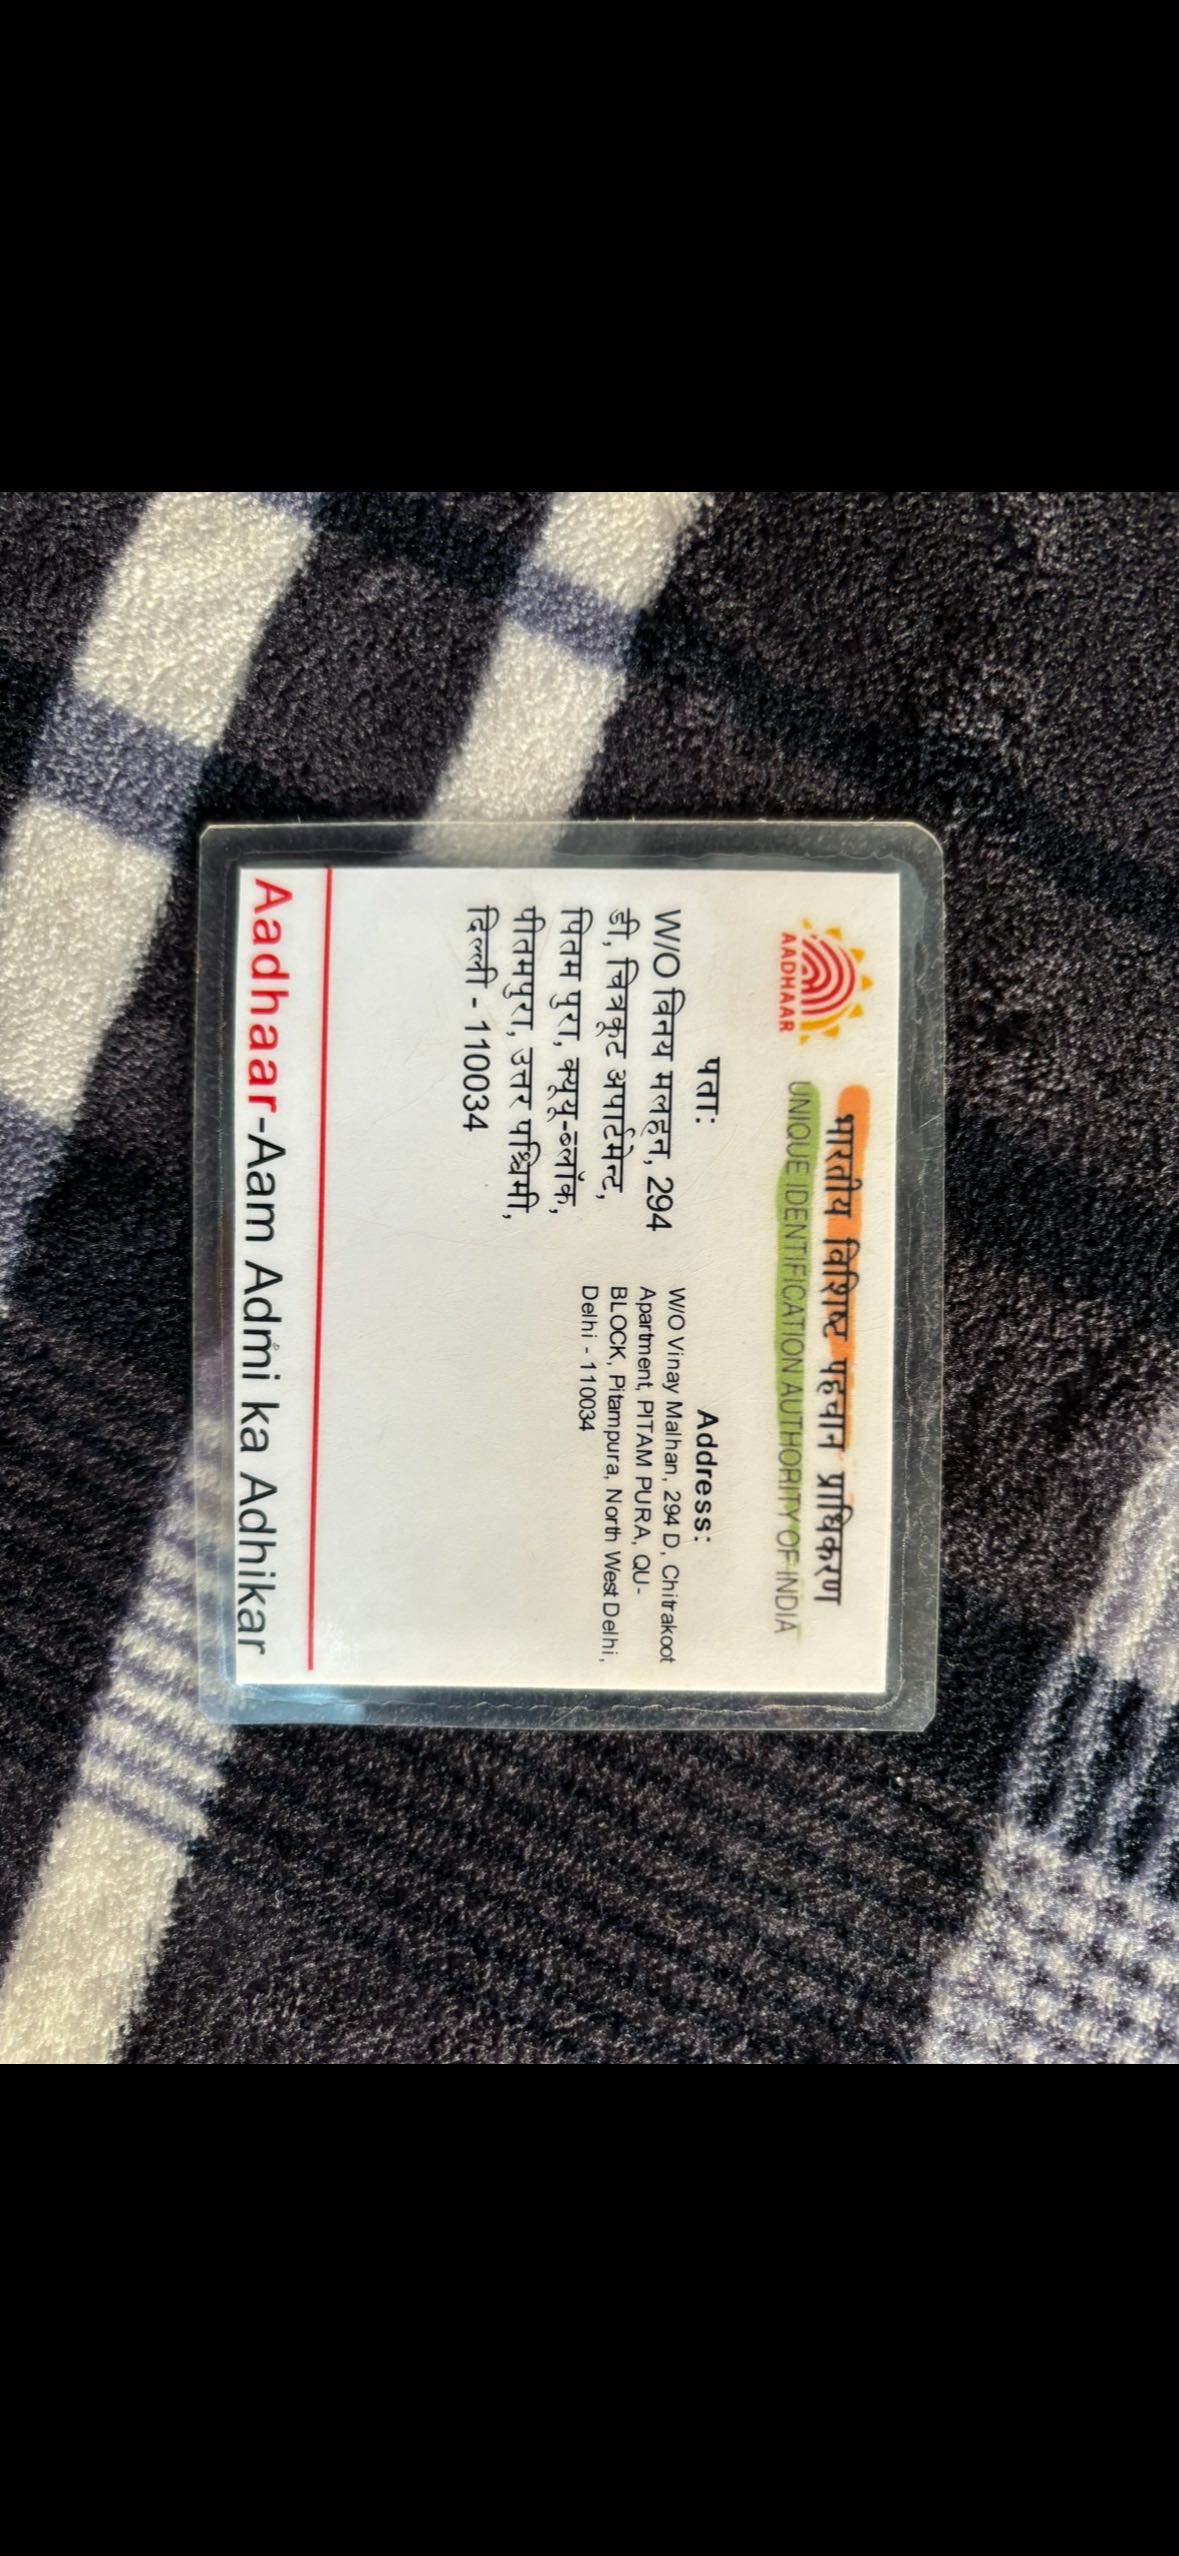 भारतीय विशिष्ट पहचान प्राधिकरण
UNIQUE IDENTIFICATION AUTHORITY OF INDIA
AADHAAR
पता:
W/O विनय मलहन, 294
डी, चित्रकूट अपार्टमेन्ट,
पितम पुरा, क्यूयू-ब्लॉक,
पीतमपुरा, उत्तर पश्चिमी,
दिल्ली - 110034
Address:
W/O Vinay Malhan, 294 D, Chitrakoot
Apartment, PITAM PURA, QU-
BLOCK, Pitampura, North West Delhi,
Delhi - 110034
Aadhaar-Aam Admi ka Adhikar